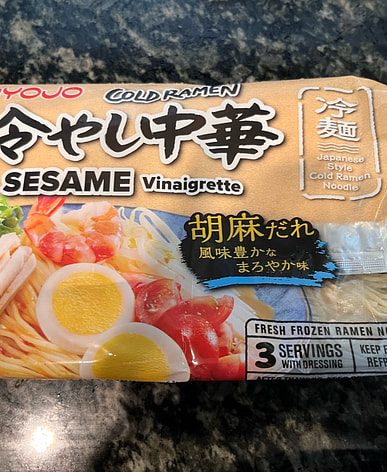 YOJO
COLD RAMEN
冷やし中華
SESAME Vinaigrette
冷麺
Japanese
Style
Cold Ramen
Noodle
胡麻だれ
風味豊かな
まろやか味
FRESH FROZEN RAMEN
3 SERVINGS
WITH DRESSING
KEEP